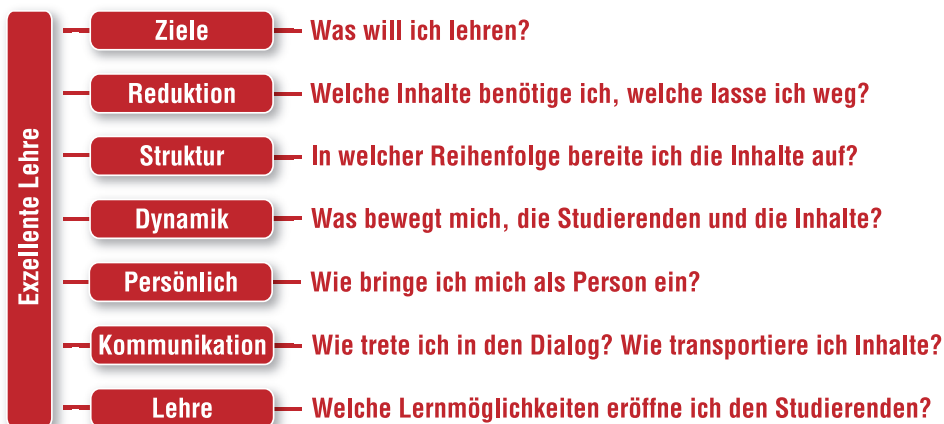 Exzellente Lehre
Ziele Was will ich lehren?
Reduktion Welche Inhalte benötige ich, welche lasse ich weg?
Struktur In welcher Reihenfolge bereite ich die Inhalte auf?
Dynamik Was bewegt mich, die Studierenden und die Inhalte?
Persönlich Wie bringe ich mich als Person ein?
Kommunikation Wie trete ich in den Dialog? Wie transportiere ich Inhalte?
Lehre Welche Lernmöglichkeiten eröffne ich den Studierenden?